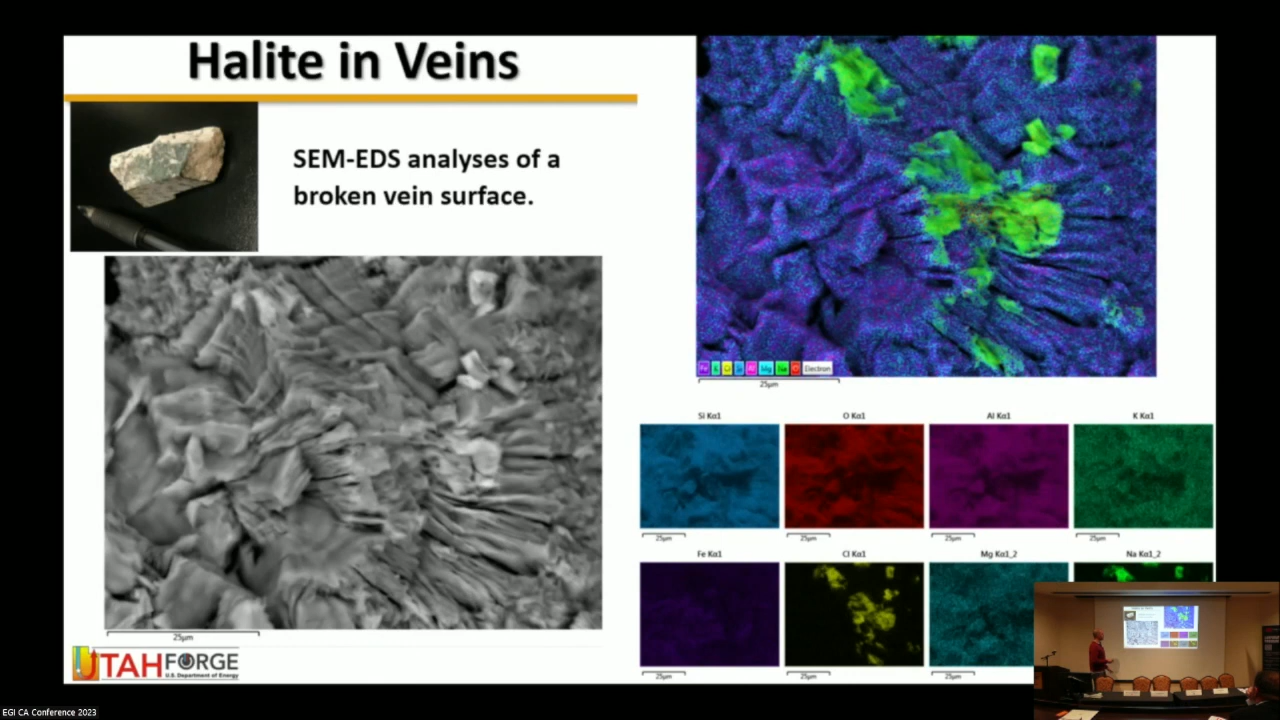 Halite in Veins
SEM-EDS analyses of a
broken vein surface.
25µm
Electron
25µm
Si Kα1
O Kα1
Al Kα1
K Kα1
25µm
25µm
25µm
25µm
Fe Kα1
Cl Kα1
Mg Kα1_2
Na Kα1_2
25µm
25µm
25µm
UTAH FORGE
U.S. Department of Energy
EGI CA Conference 2023